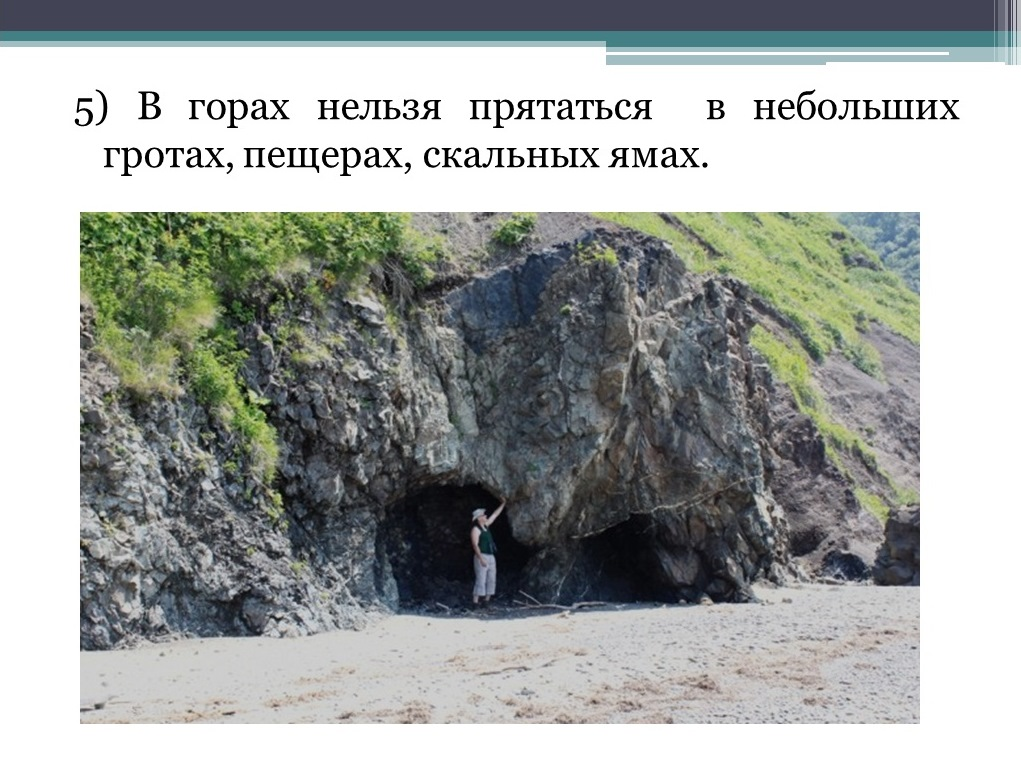 5) В горах нельзя прятаться в небольших
гротах, пещерах, скальных ямах.